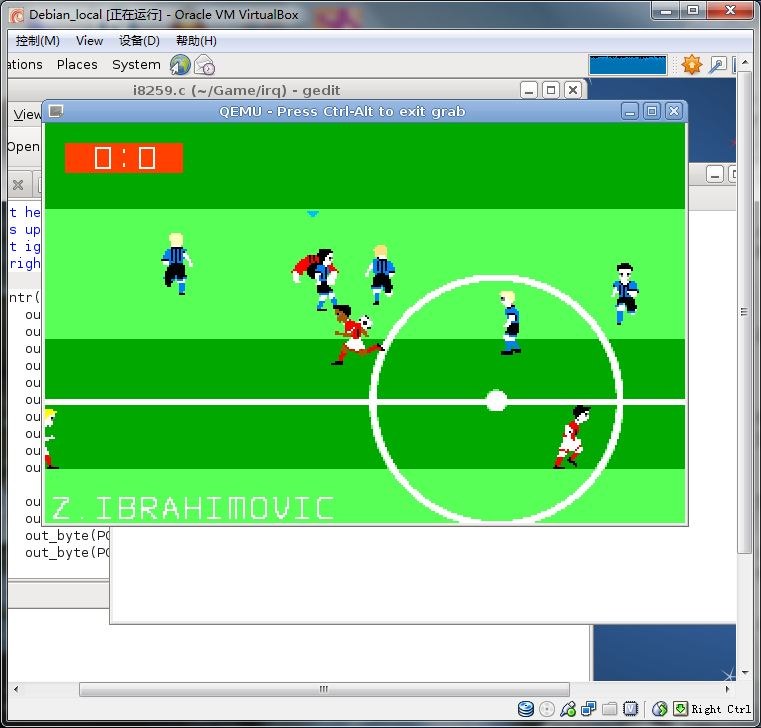 Debian_local [正在运行] - Oracle VM VirtualBox
控制(M) View 设备(D) 帮助(H)
ations Places System
i8259.c (~/Game/irq) - gedit
View
QEMU - Press Ctrl-Alt to exit grab
Open
0:0
t he
s up
t ig
righ
ntr(
ou
ou
ou
ou
ou
ou
ou
ou
ou
ou
ou
ou
out_byte(PO
out_byte(PO
Z.IBRAHIMOVIC
Right Ctrl